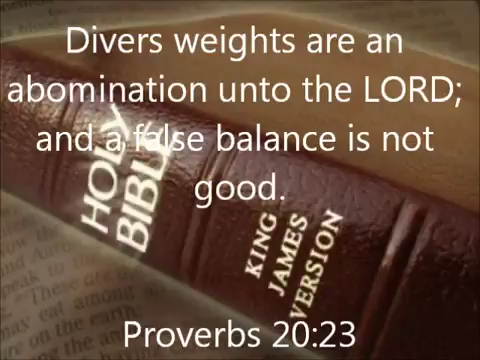 Divers weights are an
abomination unto the LORD;
and a false balance is not
good.
HOLY
BIBLE
KING
JAMES
VERSION
Proverbs 20:23